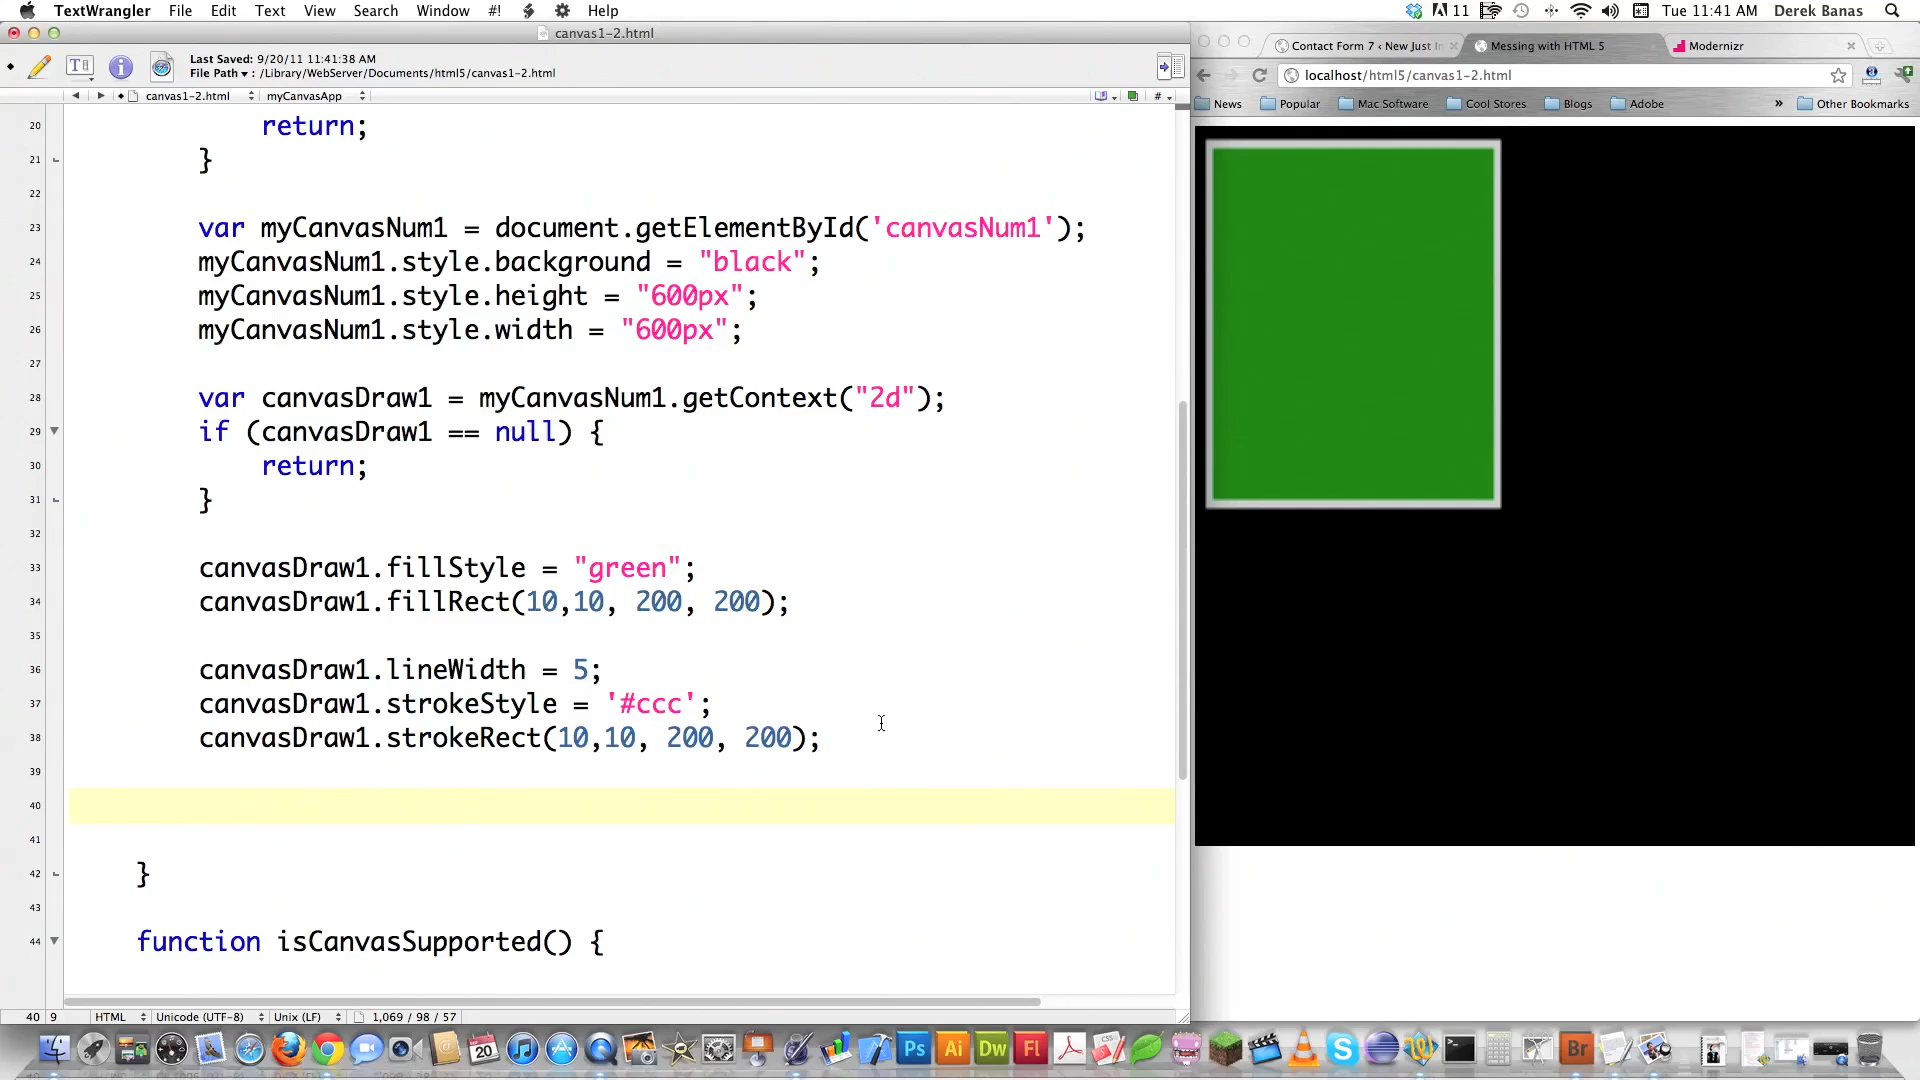 TextWrangler File Edit Text View Search Window #! Help
11 Tue 11:41 AM Derek Banas
canvas1-2.html
Last Saved: 9/20/11 11:41:38 AM
File Path ▾ : /Library/WebServer/Documents/html5/canvas1-2.html
canvas1-2.html myCanvasApp #
20 return;
21 }
22
23 var myCanvasNum1 = document.getElementById('canvasNum1');
24 myCanvasNum1.style.background = "black";
25 myCanvasNum1.style.height = "600px";
26 myCanvasNum1.style.width = "600px";
27
28 var canvasDraw1 = myCanvasNum1.getContext("2d");
29 if (canvasDraw1 == null) {
30 return;
31 }
32
33 canvasDraw1.fillStyle = "green";
34 canvasDraw1.fillRect(10,10, 200, 200);
35
36 canvasDraw1.lineWidth = 5;
37 canvasDraw1.strokeStyle = '#ccc';
38 canvasDraw1.strokeRect(10,10, 200, 200);
39
40
41
42 }
43
44 function isCanvasSupported() {
40 9 HTML Unicode (UTF-8) Unix (LF) 1,069 / 98 / 57
Contact Form 7 ‹ New Just In
Messing with HTML 5
Modernizr
localhost/html5/canvas1-2.html
News Popular Mac Software Cool Stores Blogs Adobe » Other Bookmarks
20 Ps Ai Dw Fl Br